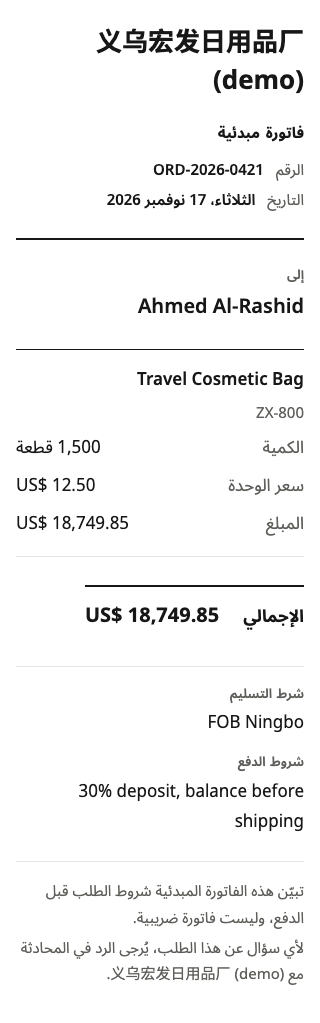 义乌宏发日用品厂
(demo)
فاتورة مبدئية
الرقم ORD-2026-0421
التاريخ الثلاثاء، 17 نوفمبر 2026
إلى
Ahmed Al-Rashid
Travel Cosmetic Bag
ZX-800
الكمية 1,500 قطعة
سعر الوحدة US$ 12.50
المبلغ US$ 18,749.85
الإجمالي US$ 18,749.85
شرط التسليم
FOB Ningbo
شروط الدفع
30% deposit, balance before
shipping
تبيّن هذه الفاتورة المبدئية شروط الطلب قبل
الدفع، وليست فاتورة ضريبية.
لأي سؤال عن هذا الطلب، يُرجى الرد في المحادثة
مع 义乌宏发日用品厂 (demo).